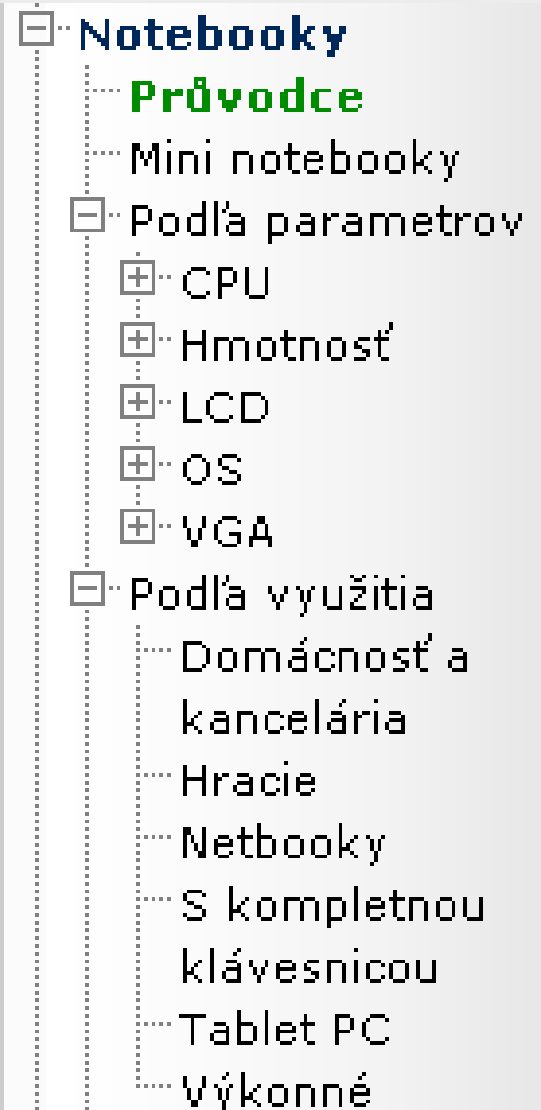 Notebooky
Průvodce
Mini notebooky
Podľa parametrov
CPU
Hmotnosť
LCD
OS
VGA
Podľa využitia
Domácnosť a
kancelária
Hracie
Netbooky
S kompletnou
klávesnicou
Tablet PC
Výkonné